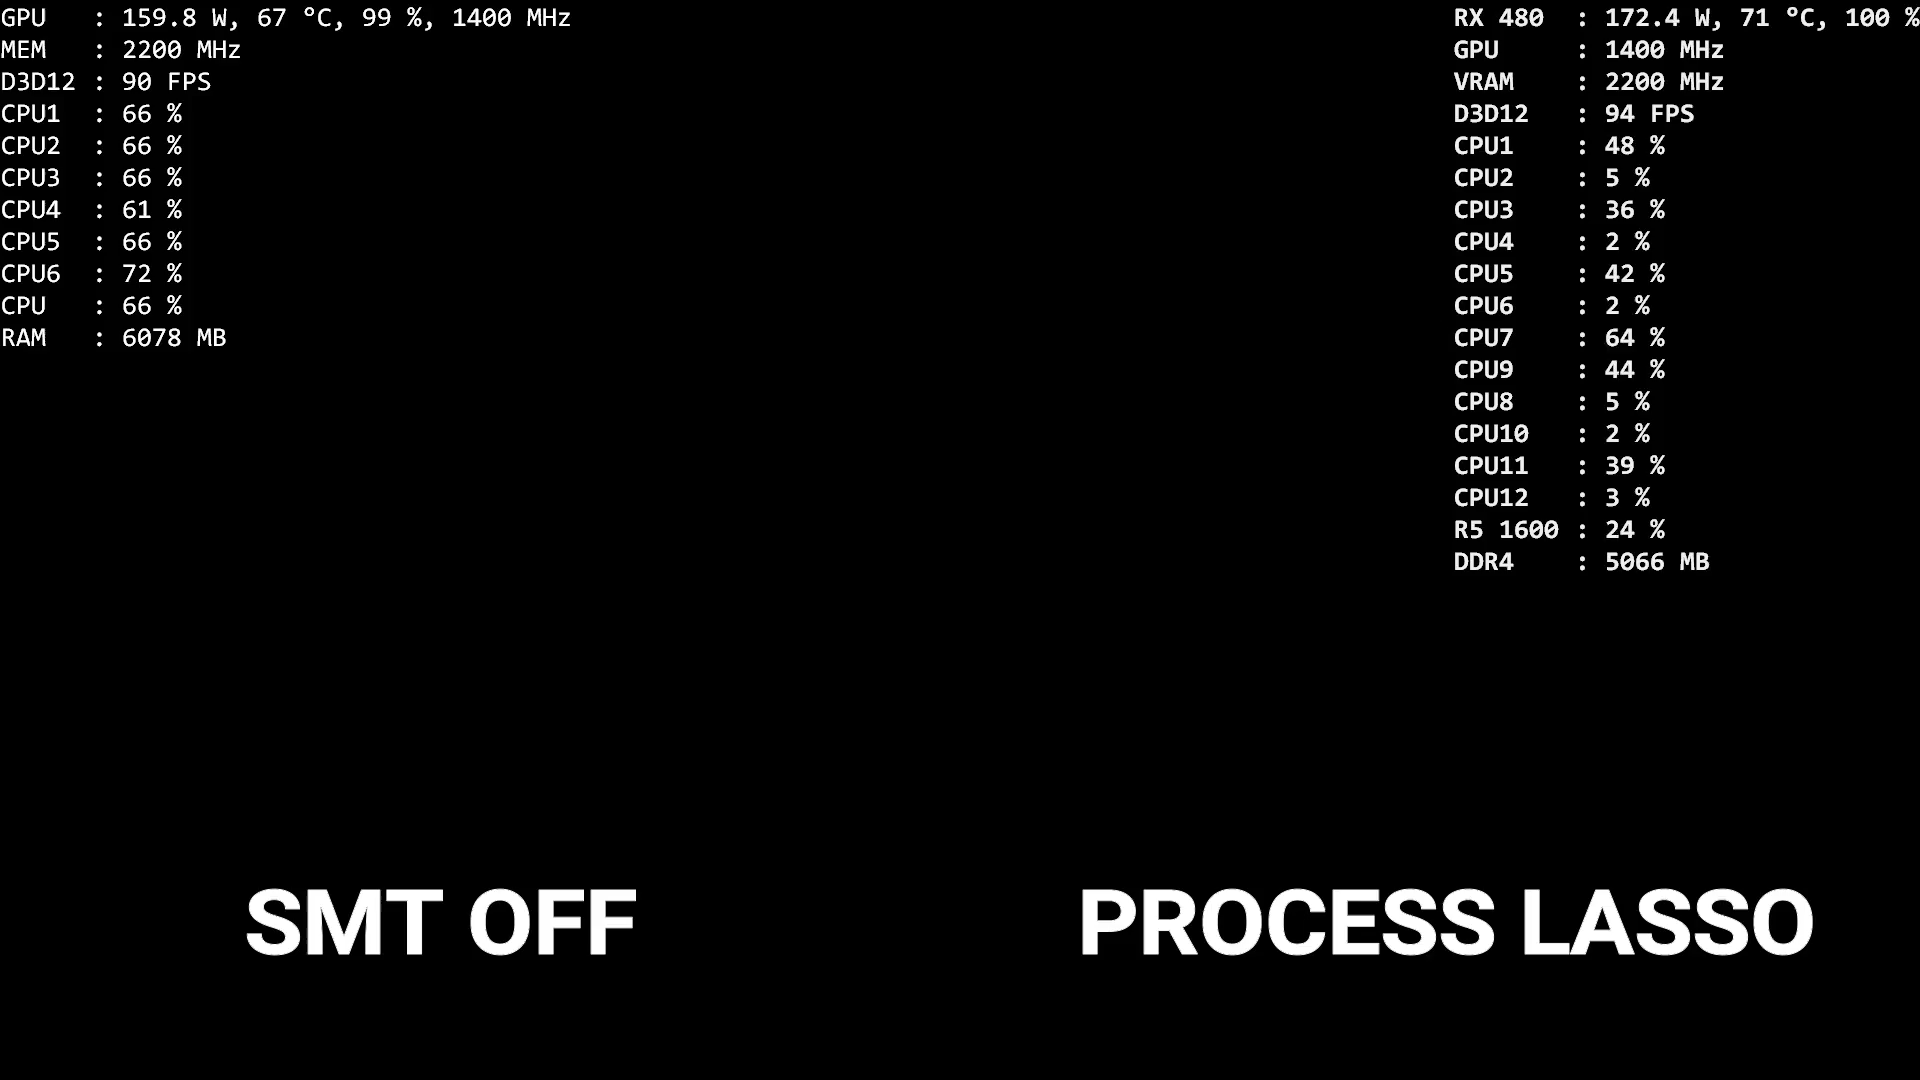 GPU : 159.8 W, 67 °C, 99 %, 1400 MHz
MEM : 2200 MHz
D3D12 : 90 FPS
CPU1 : 66 %
CPU2 : 66 %
CPU3 : 66 %
CPU4 : 61 %
CPU5 : 66 %
CPU6 : 72 %
CPU : 66 %
RAM : 6078 MB
RX 480 : 172.4 W, 71 °C, 100 %
GPU : 1400 MHz
VRAM : 2200 MHz
D3D12 : 94 FPS
CPU1 : 48 %
CPU2 : 5 %
CPU3 : 36 %
CPU4 : 2 %
CPU5 : 42 %
CPU6 : 2 %
CPU7 : 64 %
CPU9 : 44 %
CPU8 : 5 %
CPU10 : 2 %
CPU11 : 39 %
CPU12 : 3 %
R5 1600 : 24 %
DDR4 : 5066 MB
SMT OFF
PROCESS LASSO